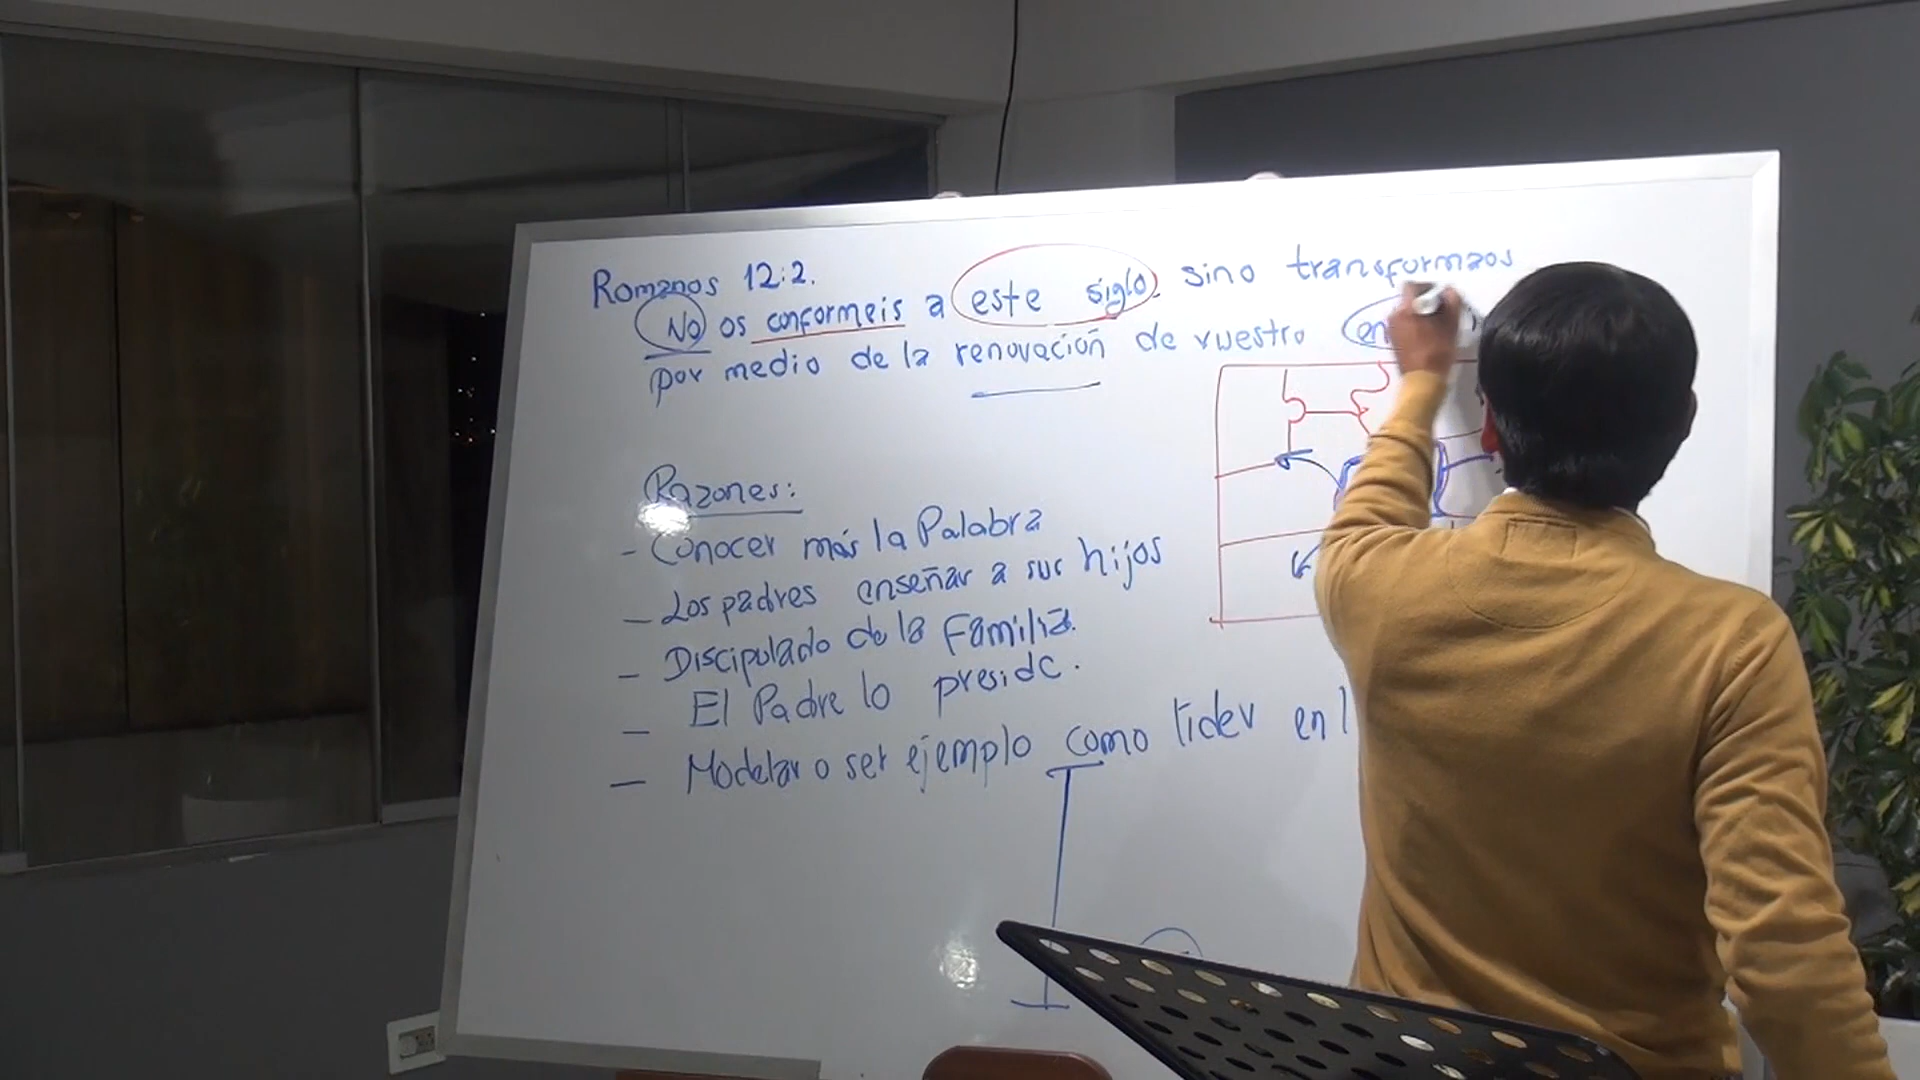 Romanos 12:2.
No os conformeis a este siglo. sino transformaos
por medio de la renovación de vuestro en
Razones:
- Conocer más la Palabra
- Los padres enseñar a sus hijos
- Discipulado de la Familia.
- El Padre lo preside.
- Modelar o ser ejemplo como lider en l